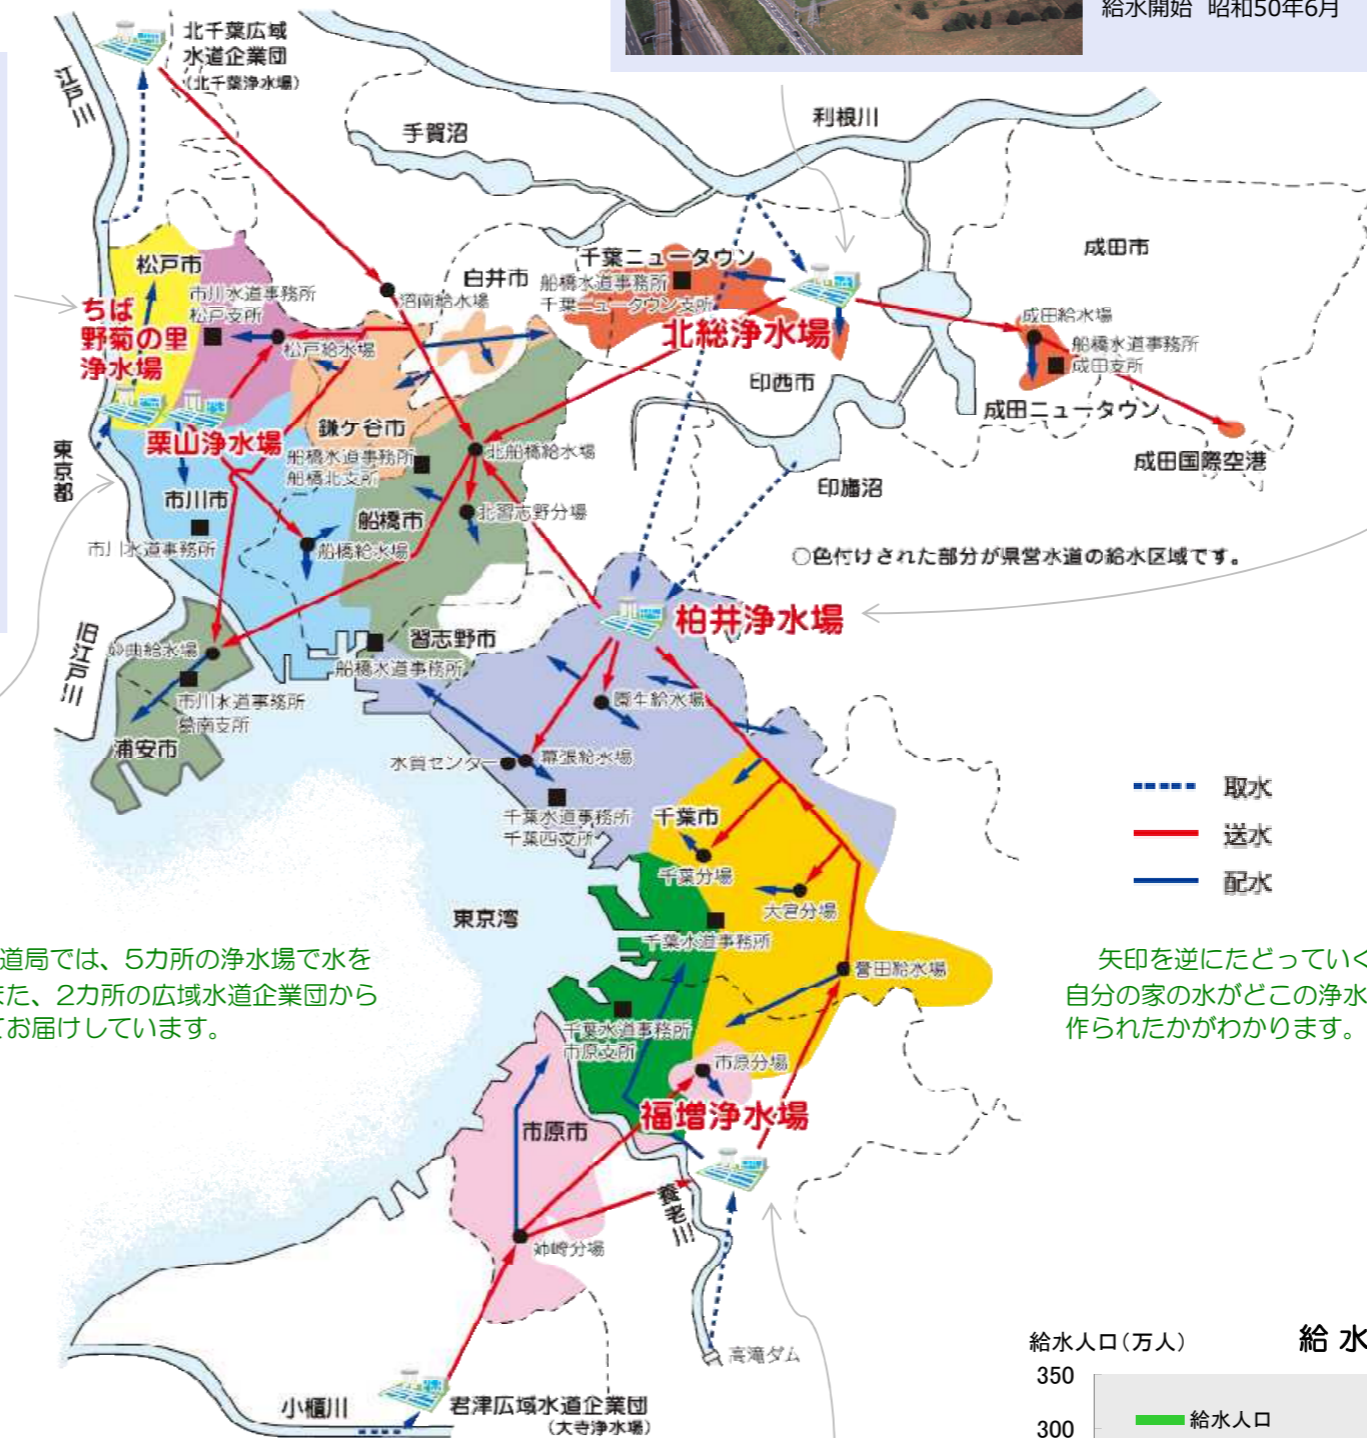 給水開始 昭和50年6月
北千葉広域
水道企業団
(北千葉浄水場)
江戸川
手賀沼
利根川
成田市
松戸市
市川水道事務所
松戸支所
白井市
沼南給水場
千葉ニュータウン
船橋水道事務所
千葉ニュータウン支所
ちば
野菊の里
浄水場
松戸給水場
北総浄水場
成田給水場
船橋水道事務所
成田支所
印西市
成田ニュータウン
成田国際空港
東京都
栗山浄水場
鎌ケ谷市
船橋水道事務所
船橋北支所
北船橋給水場
印旛沼
市川市
船橋市
北習志野分場
市川水道事務所
船橋給水場
○色付けされた部分が県営水道の給水区域です。
柏井浄水場
旧江戸川
妙典給水場
習志野市
船橋水道事務所
市川水道事務所
葛南支所
園生給水場
浦安市
水質センター
幕張給水場
取水
送水
配水
千葉水道事務所
千葉西支所
千葉市
千葉分場
大宮分場
東京湾
千葉水道事務所
誉田給水場
道局では、5カ所の浄水場で水を
また、2カ所の広域水道企業団から
てお届けしています。
矢印を逆にたどっていく
自分の家の水がどこの浄水
作られたかがわかります。
千葉水道事務所
市原支所
市原分場
福増浄水場
市原市
養老川
姉崎分場
高滝ダム
小櫃川
君津広域水道企業団
(大寺浄水場)
給水人口(万人)
給 水
350
300
給水人口